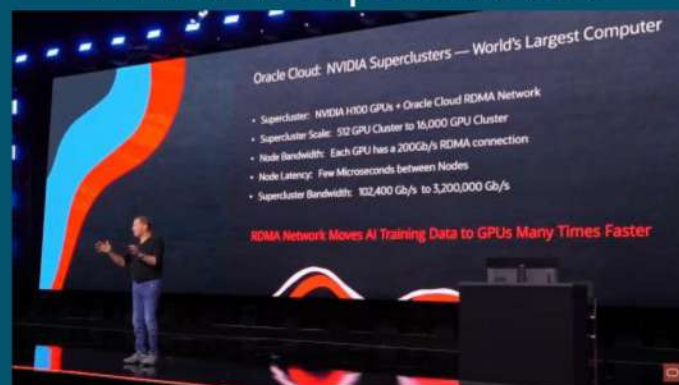 Oracle Cloud: NVIDIA Superclusters — World's Largest Computer
• Supercluster: NVIDIA H100 GPUs + Oracle Cloud RDMA Network
• Supercluster Scale: 512 GPU Cluster to 16,000 GPU Cluster
• Node Bandwidth: Each GPU has a 200Gb/s RDMA connection
• Node Latency: Few Microseconds between Nodes
• Supercluster Bandwidth: 102,400 Gb/s to 3,200,000 Gb/s
RDMA Network Moves AI Training Data to GPUs Many Times Faster